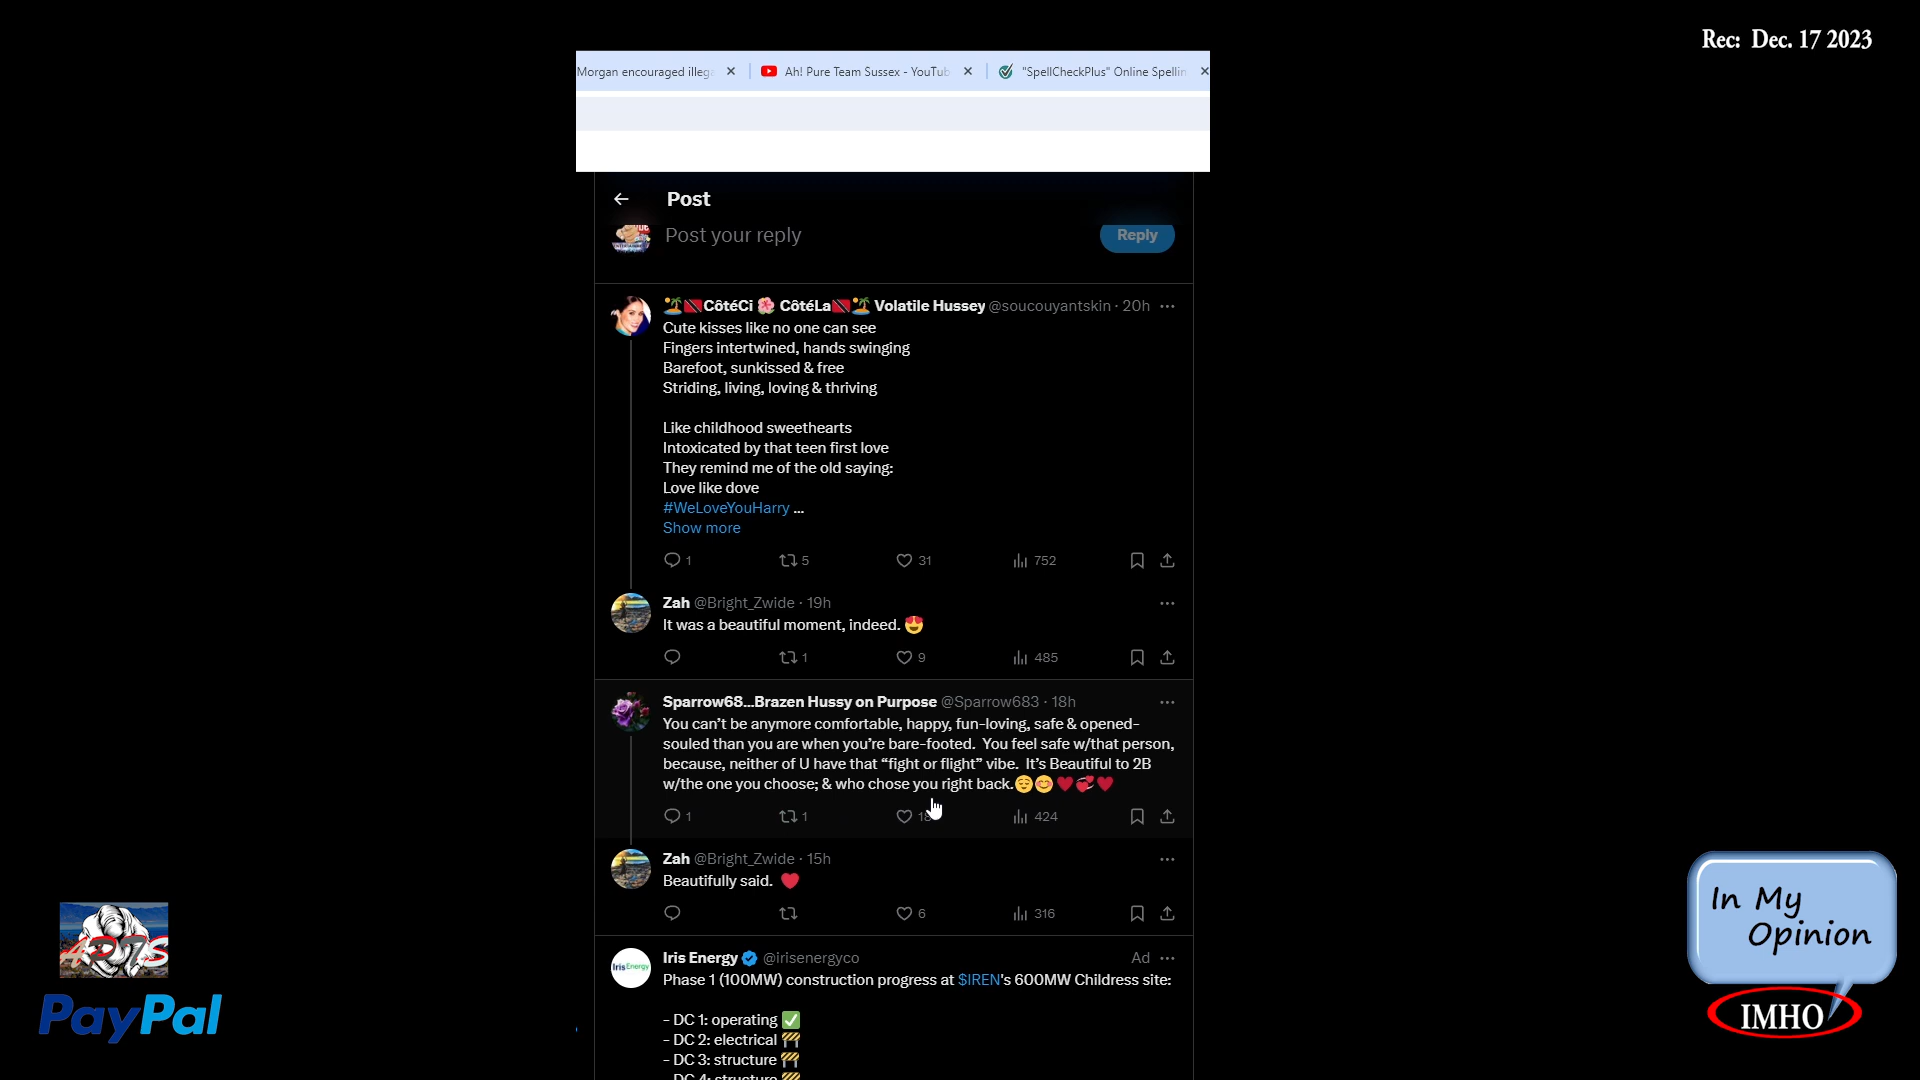 Rec: Dec. 17 2023
Morgan encouraged illeg
Ah! Pure Team Sussex - YouTub
"SpellCheckPlus" Online Spellin
Post
Post your reply
Reply
CôtéCi 🌺 CôtéLa Volatile Hussey @soucouyantskin · 20h
Cute kisses like no one can see
Fingers intertwined, hands swinging
Barefoot, sunkissed & free
Striding, living, loving & thriving
Like childhood sweethearts
Intoxicated by that teen first love
They remind me of the old saying:
Love like dove
#WeLoveYouHarry ...
Show more
1 5 31 752
Zah @Bright_Zwide · 19h
It was a beautiful moment, indeed. 😍
1 9 485
Sparrow68...Brazen Hussy on Purpose @Sparrow683 · 18h
You can't be anymore comfortable, happy, fun-loving, safe & opened-
souled than you are when you're bare-footed. You feel safe w/that person,
because, neither of U have that "fight or flight" vibe. It's Beautiful to 2B
w/the one you choose; & who chose you right back.😌😊♥️💞♥️
1 1 424
Zah @Bright_Zwide · 15h
Beautifully said. ♥️
6 316
IrisEnergy
Iris Energy @irisenergyco
Ad
Phase 1 (100MW) construction progress at $IREN's 600MW Childress site:
- DC 1: operating ✅
- DC 2: electrical 🚧
- DC 3: structure 🚧
- DC 4: structure 🚧
PayPal
In My
Opinion
IMHO